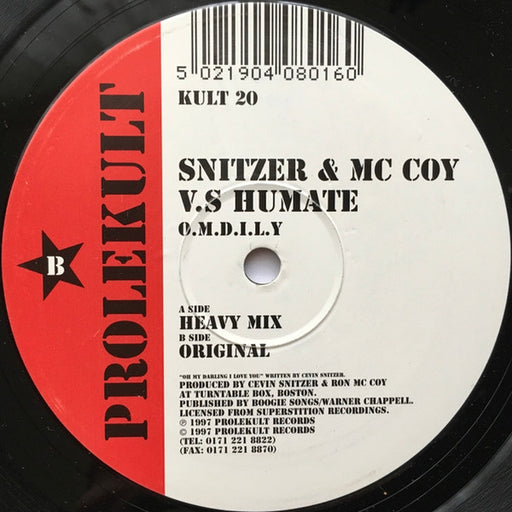 5 021904 080160
KULT 20
SNITZER & MC COY
V.S HUMATE
O.M.D.I.L.Y
PROLEKULT
B
A SIDE
HEAVY MIX
B SIDE
ORIGINAL
"OH MY DARLING I LOVE YOU" WRITTEN BY CEVIN SNITZER.
PRODUCED BY CEVIN SNITZER & RON MC COY
AT TURNTABLE BOX, BOSTON.
PUBLISHED BY BOOGIE SONGS/WARNER CHAPPELL.
LICENSED FROM SUPERSTITION RECORDINGS.
℗ 1997 PROLEKULT RECORDS
© 1997 PROLEKULT RECORDS
(TEL: 0171 221 8822)
(FAX: 0171 221 8870)